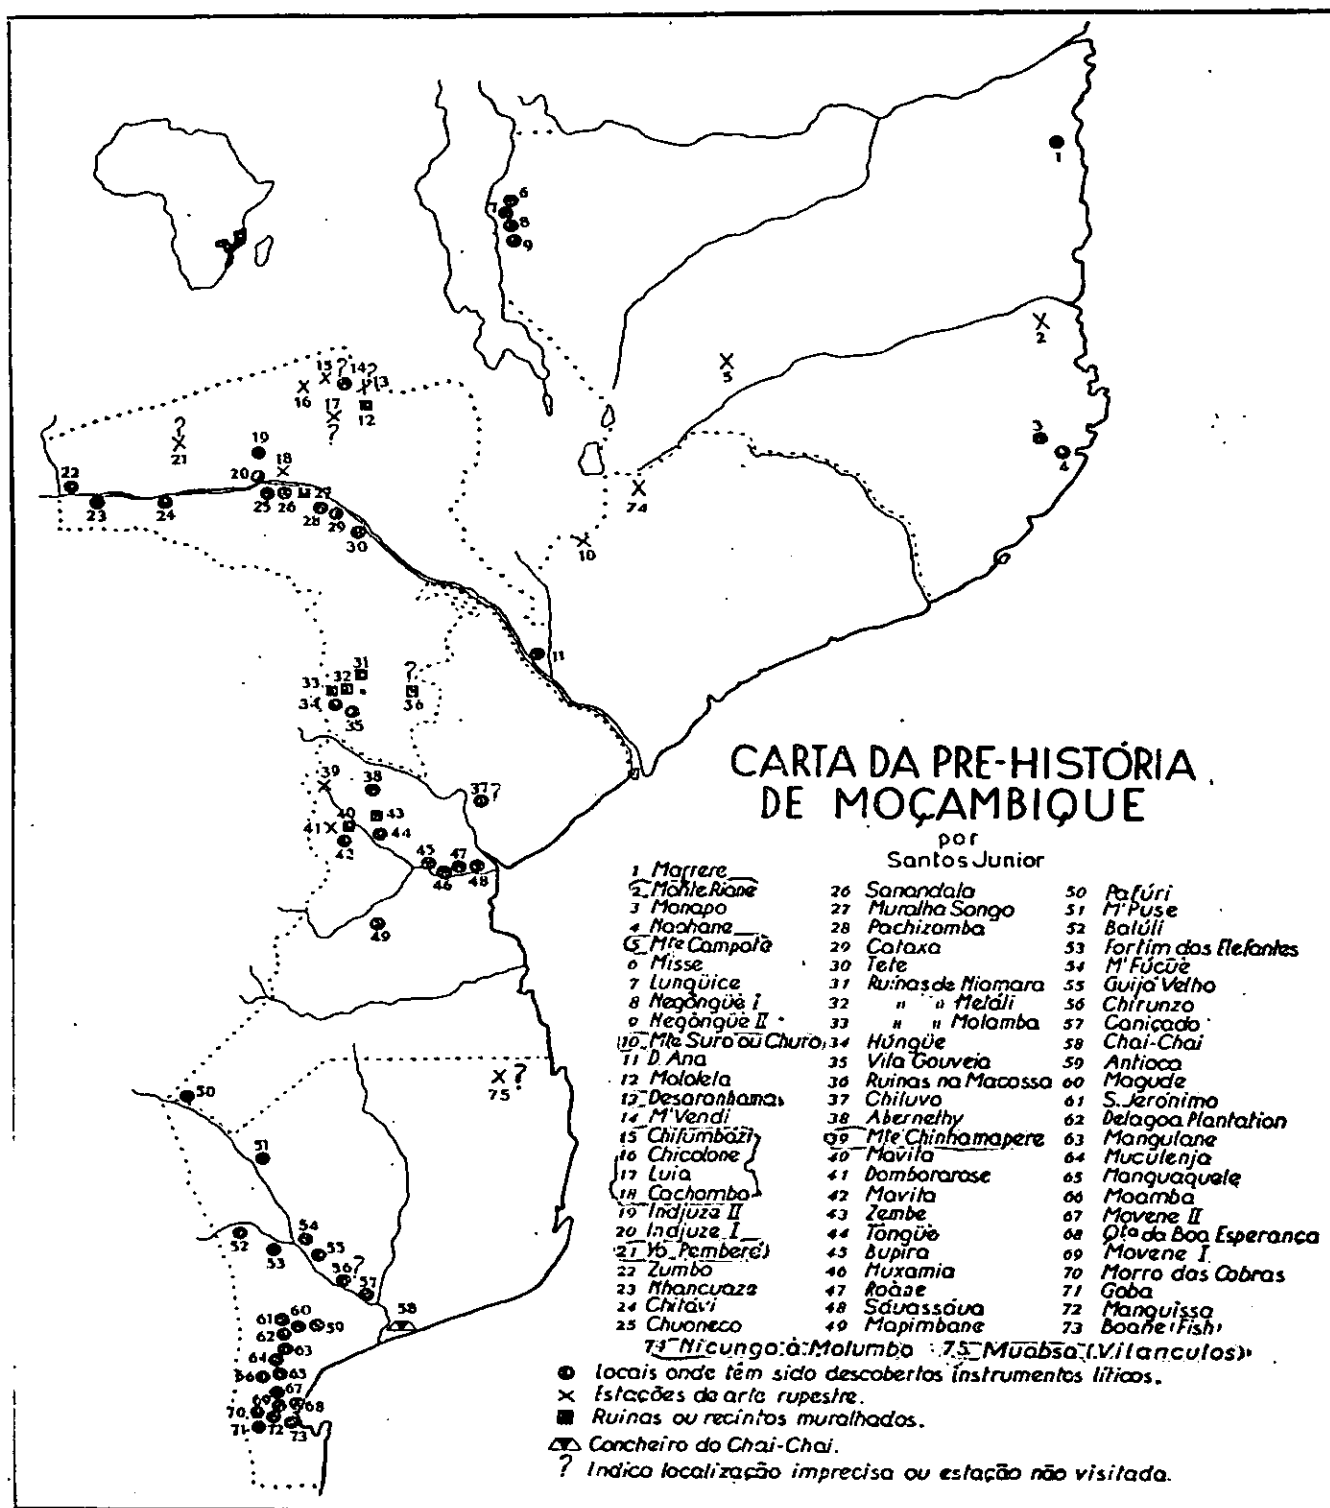 CARTA DA PRE-HISTÓRIA
DE MOÇAMBIQUE
por
Santos Junior
1 Marrere
2 Monte Riane
3 Monapo
4 Naahane
5 Mte Campote
6 Misse
7 Lungüice
8 Negôngüe I
9 Negôngüe II
10 Mte Suro ou Churo
11 D. Ana
12 Mololela
13 Desaranhama
14 M'Vendi
15 Chifumbàzi
16 Chicolone
17 Luia
18 Cachomba
19 Indjuze II
20 Indjuze I
21 Vo Pemberé
22 Zumbo
23 Nhancuaze
24 Chitàvi
25 Chuoneco
26 Sanandala
27 Muralha Songo
28 Pachizomba
29 Cataxa
30 Tete
31 Ruinas de Niamara
32 " " Metáli
33 " " Molamba
34 Húngüe
35 Vila Gouveia
36 Ruinas na Macossa
37 Chiluvo
38 Abernethy
39 Mte Chinhamapere
40 Mavita
41 Dombararose
42 Mavita
43 Zembe
44 Tongüe
45 Bupira
46 Muxamia
47 Roâne
48 Sàvassàva
49 Mapimbane
50 Pafúri
51 M'Puse
52 Balúli
53 Fortim dos Elefantes
54 M'Fúcüe
55 Guijá Velho
56 Chirunzo
57 Caniçado
58 Chai-Chai
59 Antioca
60 Magude
61 S. Jerónimo
62 Delagoa Plantation
63 Mangulane
64 Muculenja
65 Manguaquele
66 Moamba
67 Movene II
68 Qta da Boa Esperança
69 Movene I
70 Morro das Cobras
71 Goba
72 Manguissa
73 Boane (Fish)
74 Nicungo à Molumbo 75 Muabsa (Vilanculos)
locais onde têm sido descobertos instrumentos líticos.
Estações de arte rupestre.
Ruinas ou recintos muralhados.
Concheiro do Chai-Chai.
? Indica localização imprecisa ou estação não visitada.